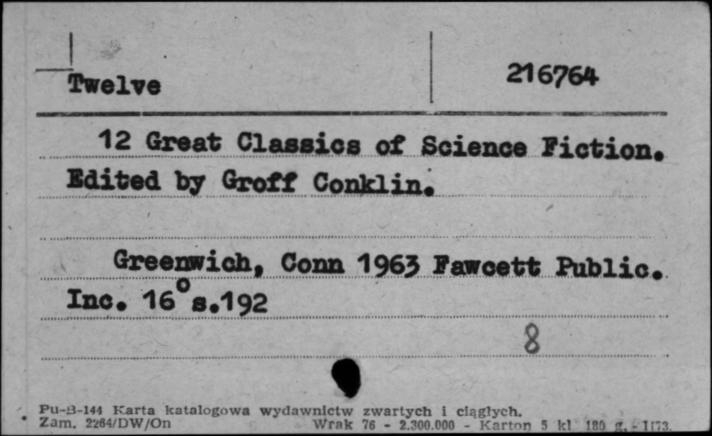 Twelve 216764
12 Great Classics of Science Fiction.
Edited by Groff Conklin.
Greenwich, Conn 1963 Fawcett Public.
Inc. 16° s.192
8
Pu-B-144 Karta katalogowa wydawnictw zwartych i ciągłych.
Zam. 2264/DW/On Wrak 76 - 2.300.000 - Karton 5 kl 180 g. - 1173.